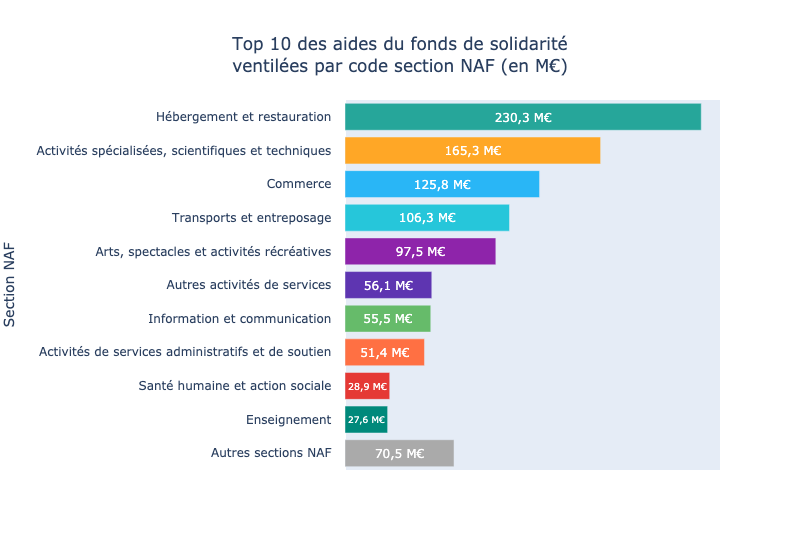 Top 10 des aides du fonds de solidarité
ventilées par code section NAF (en M€)
Section NAF
Hébergement et restauration 230,3 M€
Activités spécialisées, scientifiques et techniques 165,3 M€
Commerce 125,8 M€
Transports et entreposage 106,3 M€
Arts, spectacles et activités récréatives 97,5 M€
Autres activités de services 56,1 M€
Information et communication 55,5 M€
Activités de services administratifs et de soutien 51,4 M€
Santé humaine et action sociale 28,9 M€
Enseignement 27,6 M€
Autres sections NAF 70,5 M€